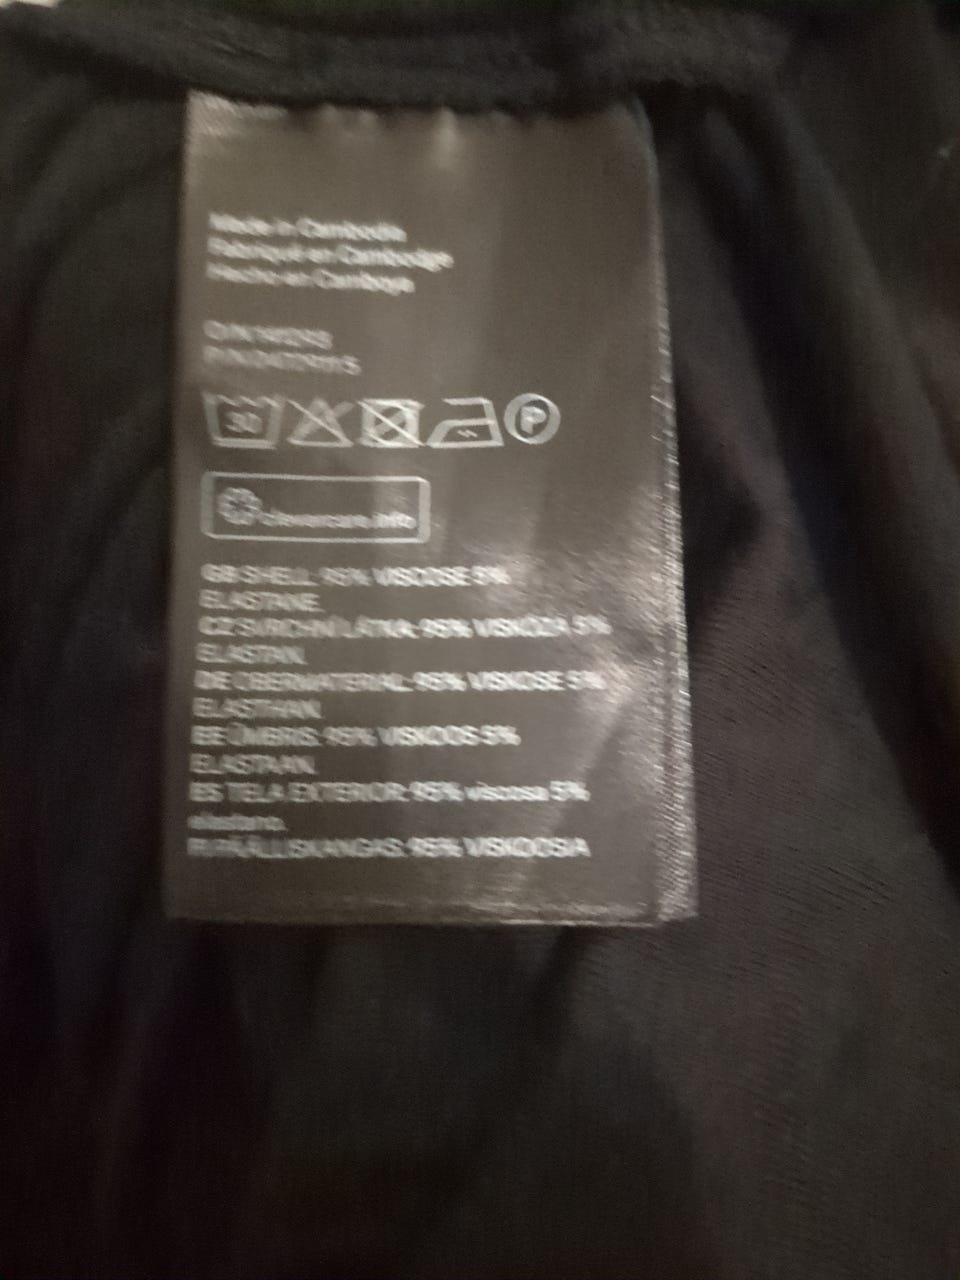 Made in Cambodia
Fabriqué en Cambodge
Hecho en Camboya
O/N
P/N
30
P
clevercare.info
GB SHELL: 95% VISCOSE 5%
ELASTANE.
CZ SVRCHNÍ LÁTKA: 95% VISKÓZA 5%
ELASTAN.
DE OBERMATERIAL: 95% VISKOSE 5%
ELASTHAN.
EE ÜMBRIS: 95% VISKOOS 5%
ELASTAAN.
ES TELA EXTERIOR: 95% viscosa 5%
elastano.
FI PÄÄLLISKANGAS: 95% VISKOOSIA